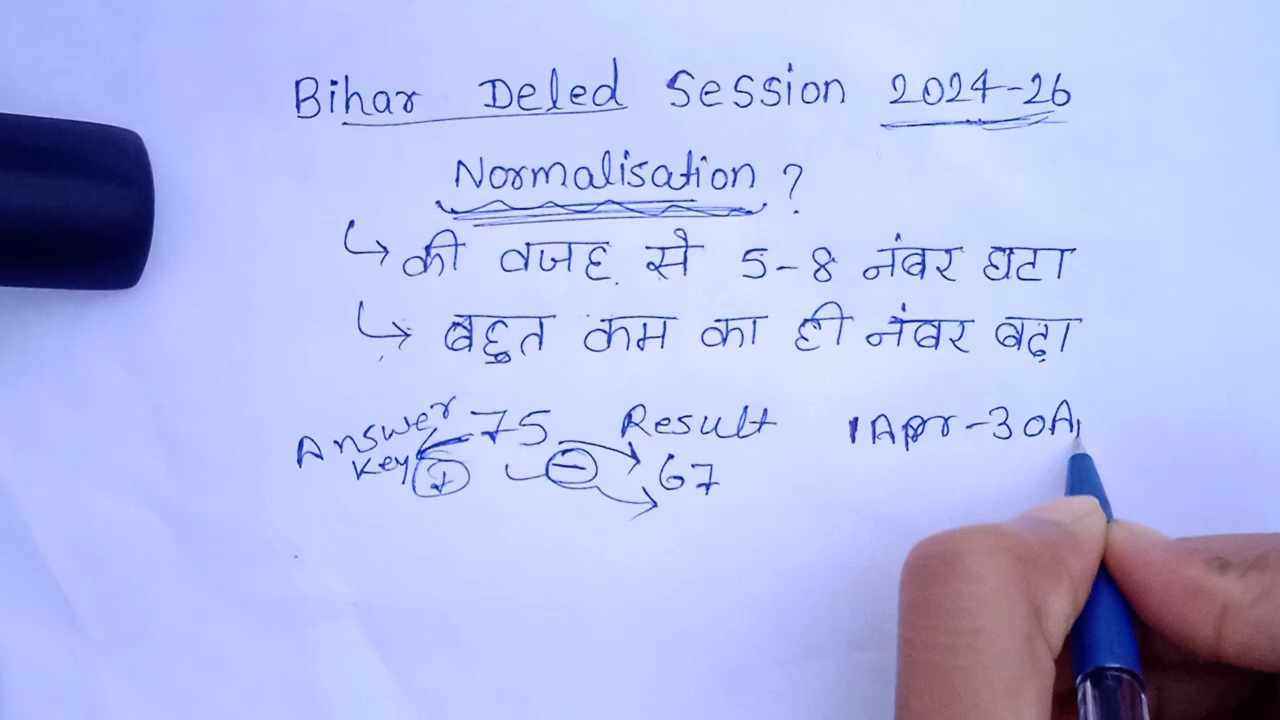 Bihar Deled Session 2024-26
Normalisation ?
↳ की वजह से 5-8 नंबर घटा
↳ बहुत कम का ही नंबर बढ़ा
Answer Key 75 Result 1Apr-30A
+ - 67